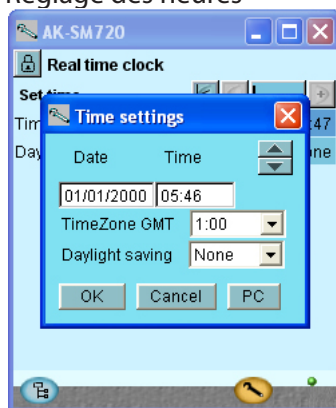 Réglage des heures
AK-SM720
Real time clock
Set time
Tim :47
Day one
Time settings
Date Time
01/01/2000 05:46
TimeZone GMT 1:00
Daylight saving None
OK Cancel PC